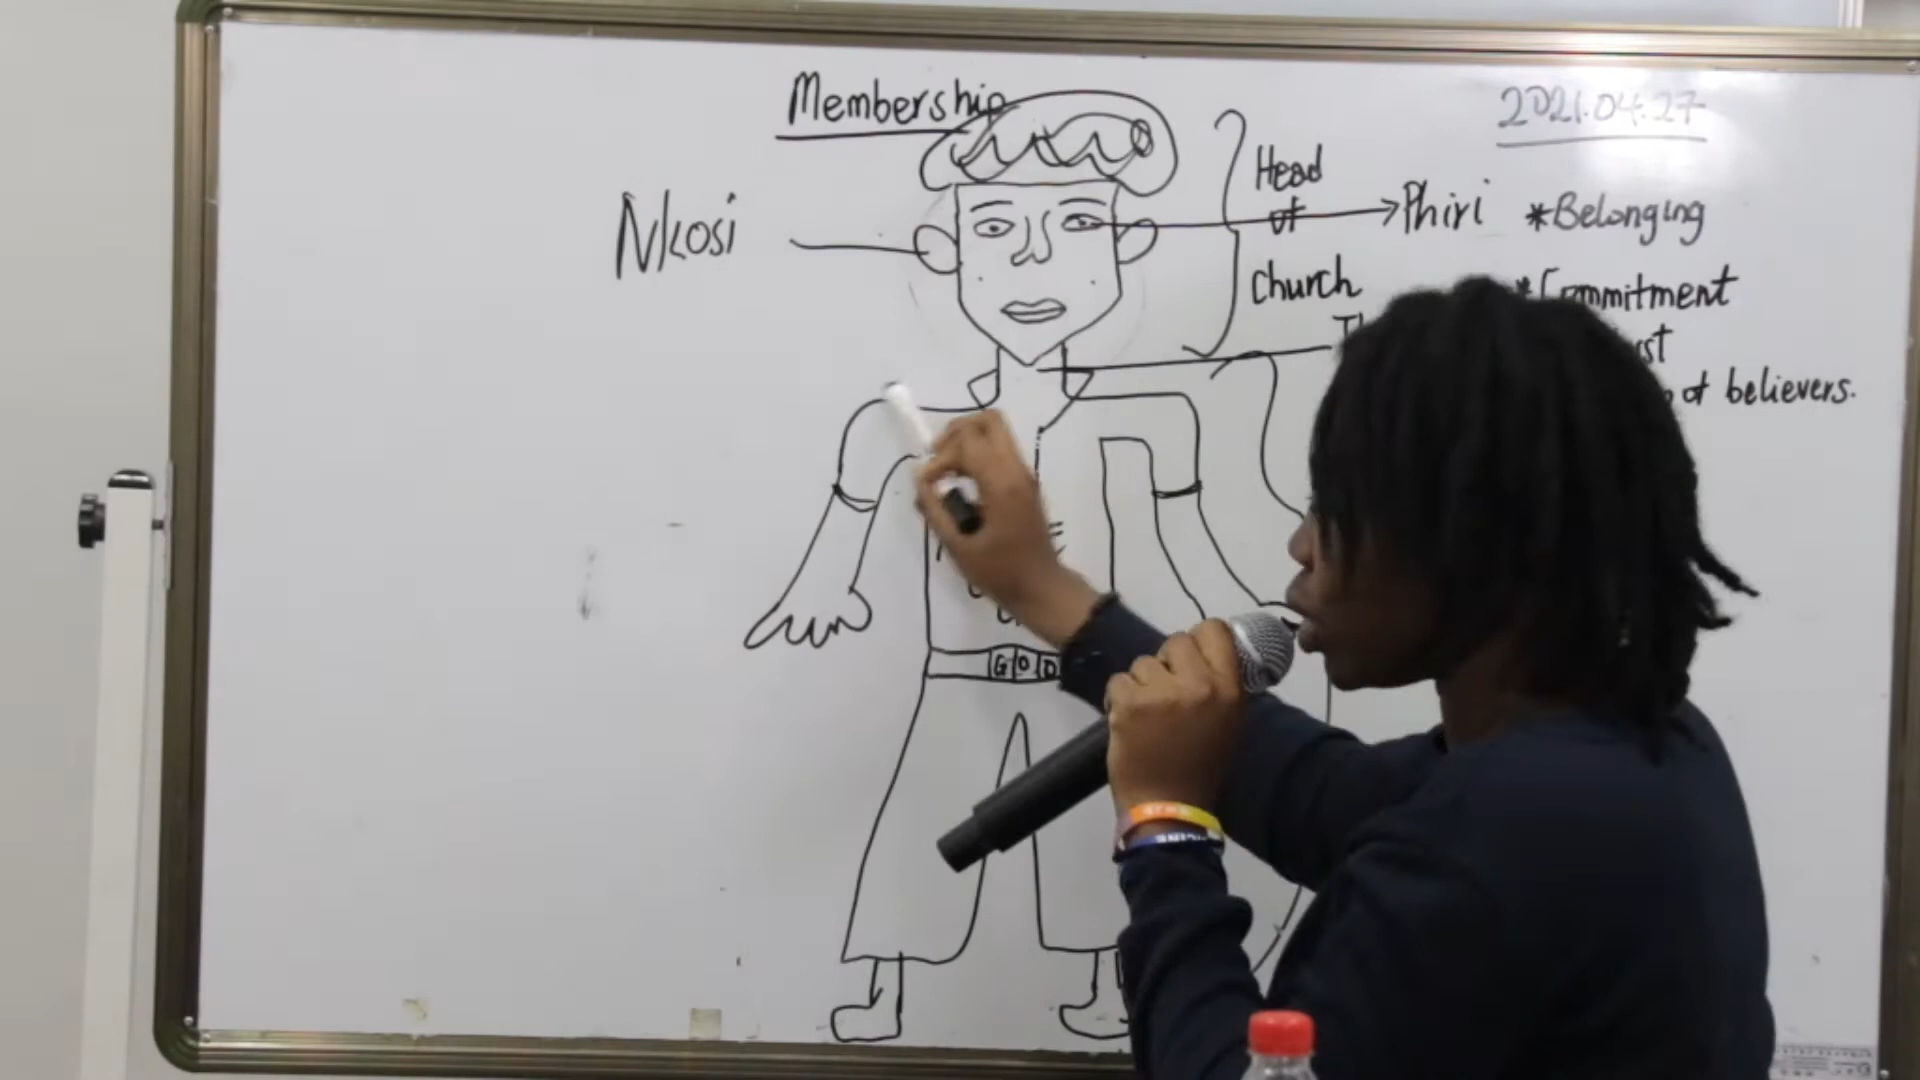 Membership
2021.04.27
Nkosi
Head
of
Church
Phiri
*Belonging
*Commitment
of believers.
GOD